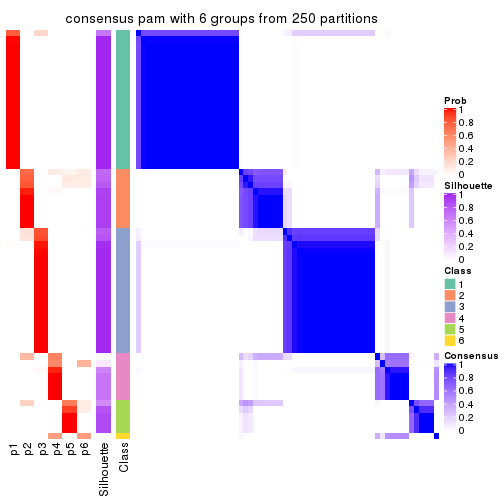 consensus pam with 6 groups from 250 partitions
Prob
1
0.8
0.6
0.4
0.2
0
Silhouette
1
0.8
0.6
0.4
0.2
0
Class
1
2
3
4
5
6
Consensus
1
0.8
0.6
0.4
0.2
0
p1
p2
p3
p4
p5
p6
Silhouette
Class